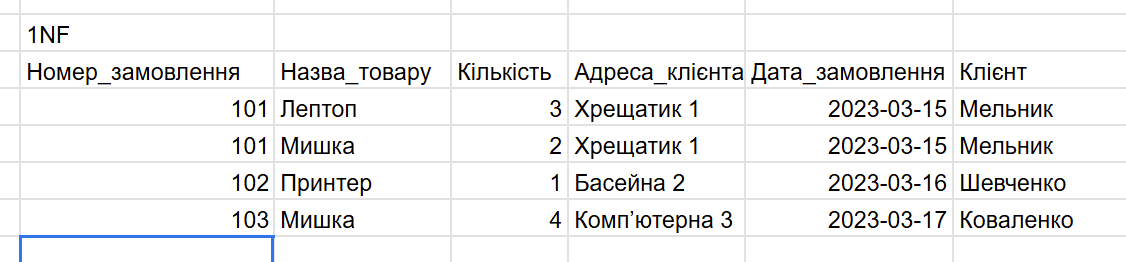 1NF
Номер_замовлення Назва_товару Кількість Адреса_клієнта Дата_замовлення Клієнт
101 Лептоп 3 Хрещатик 1 2023-03-15 Мельник
101 Мишка 2 Хрещатик 1 2023-03-15 Мельник
102 Принтер 1 Басейна 2 2023-03-16 Шевченко
103 Мишка 4 Комп’ютерна 3 2023-03-17 Коваленко